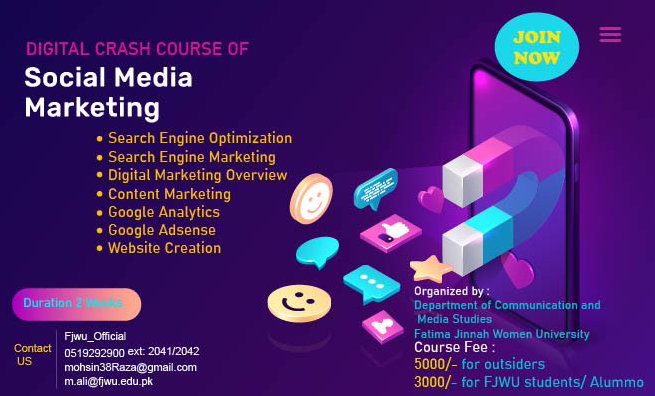 JOIN
NOW
DIGITAL CRASH COURSE OF
Social Media
Marketing
• Search Engine Optimization
• Search Engine Marketing
• Digital Marketing Overview
• Content Marketing
• Google Analytics
• Google Adsense
• Website Creation
Duration 2 Weeks
Contact
US
Fjwu_Official
0519292900 ext: 2041/2042
mohsin38Raza@gmail.com
m.ali@fjwu.edu.pk
Organized by :
Department of Communication and
Media Studies
Fatima Jinnah Women University
Course Fee :
5000/- for outsiders
3000/- for FJWU students/ Alummo